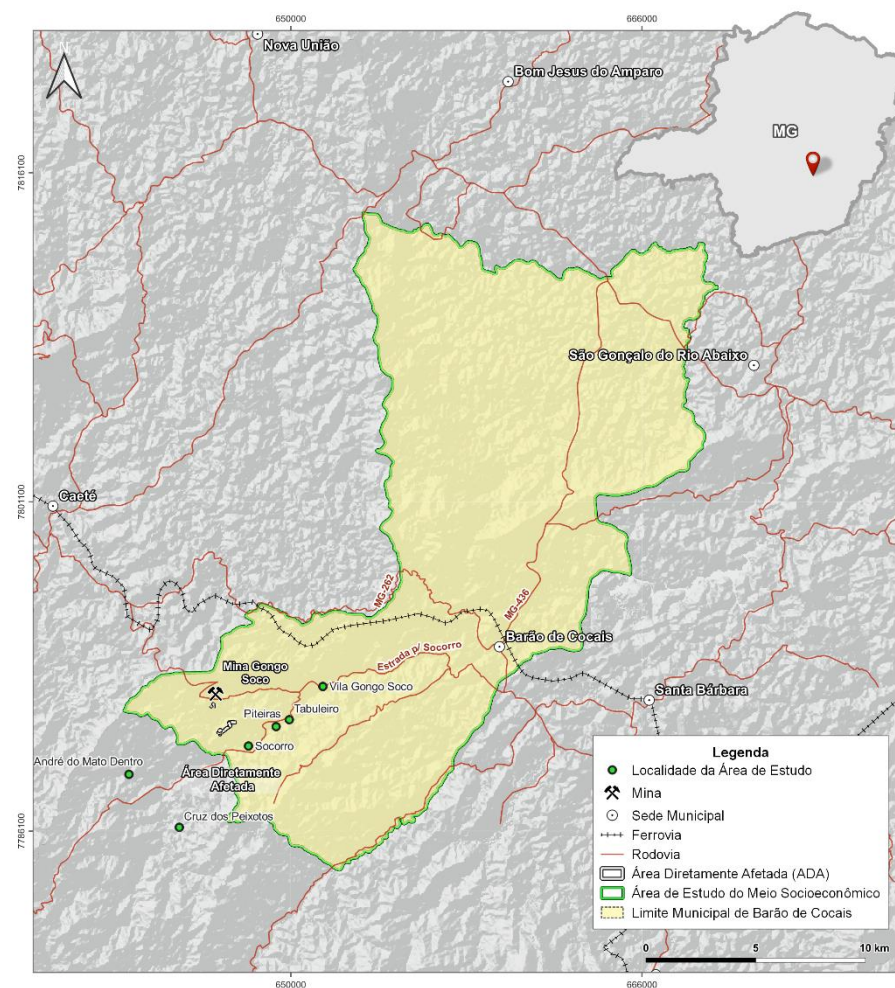 650000
666000
N
Nova União
Bom Jesus do Amparo
MG
7816100
São Gonçalo do Rio Abaixo
7801100
Caeté
MG-262
MG-436
Barão de Cocais
Estrada p/ Socorro
Mina Gongo
Soco
Vila Gongo Soco
Santa Bárbara
Tabuleiro
Piteiras
Socorro
André do Mato Dentro
Área Diretamente
Afetada
Cruz dos Peixotos
7786100
Legenda
Localidade da Área de Estudo
Mina
Sede Municipal
Ferrovia
Rodovia
Área Diretamente Afetada (ADA)
Área de Estudo do Meio Socioeconômico
Limite Municipal de Barão de Cocais
0 5 10 km
650000
666000